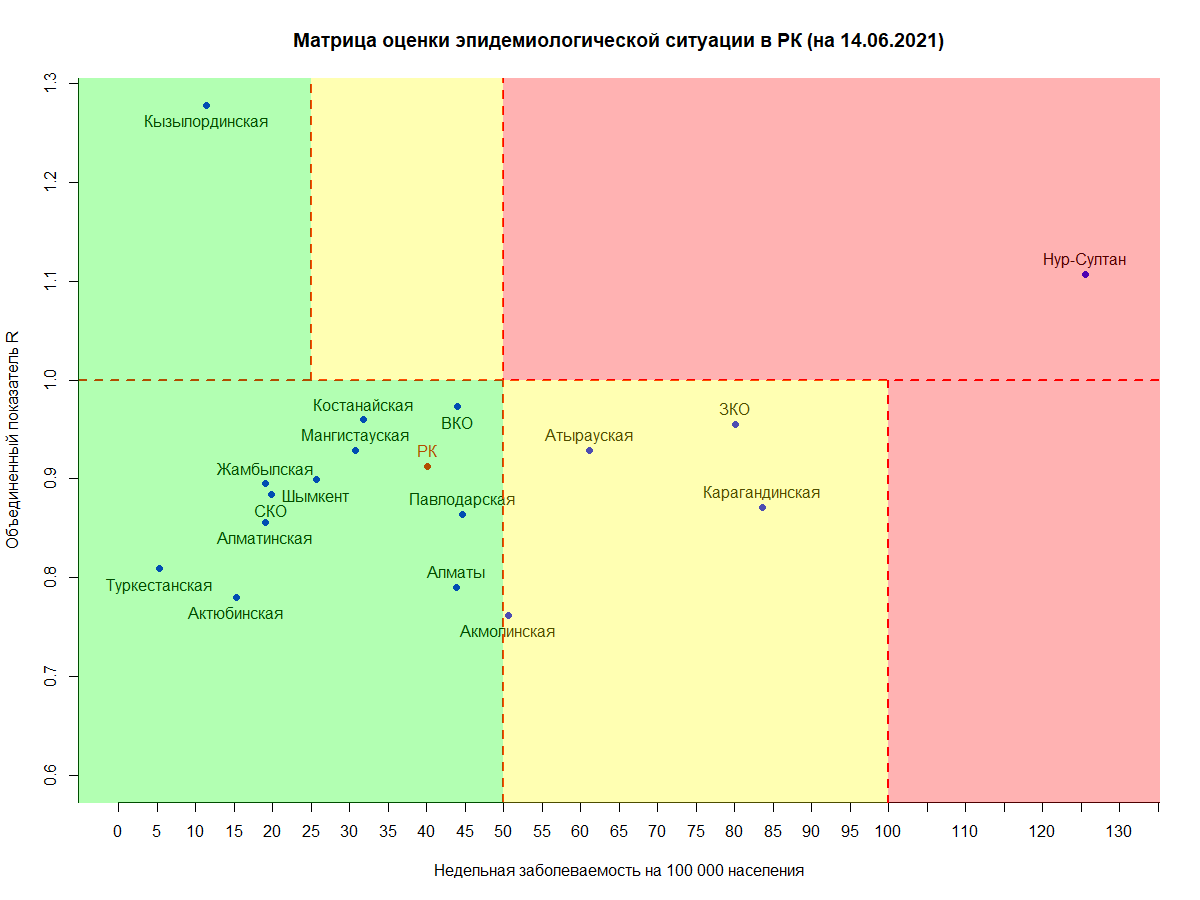 Матрица оценки эпидемиологической ситуации в РК (на 14.06.2021)
1.3
Кызылординская
1.2
Нур-Султан
1.1
Объединенный показатель R
1.0
Костанайская
ВКО
ЗКО
Мангистауская
Атырауская
РК
Жамбылская
0.9
Шымкент
Карагандинская
Павлодарская
СКО
Алматинская
0.8
Туркестанская
Алматы
Актюбинская
Акмолинская
0.7
0.6
0 5 10 15 20 25 30 35 40 45 50 55 60 65 70 75 80 85 90 95 100 110 120 130
Недельная заболеваемость на 100 000 населения